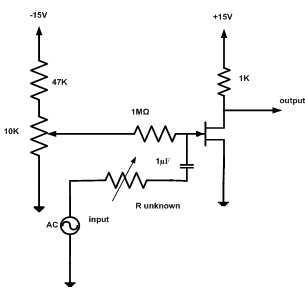 -15V
+15V
47K
1K
1MΩ
output
10K
1µF
R unknown
input
AC